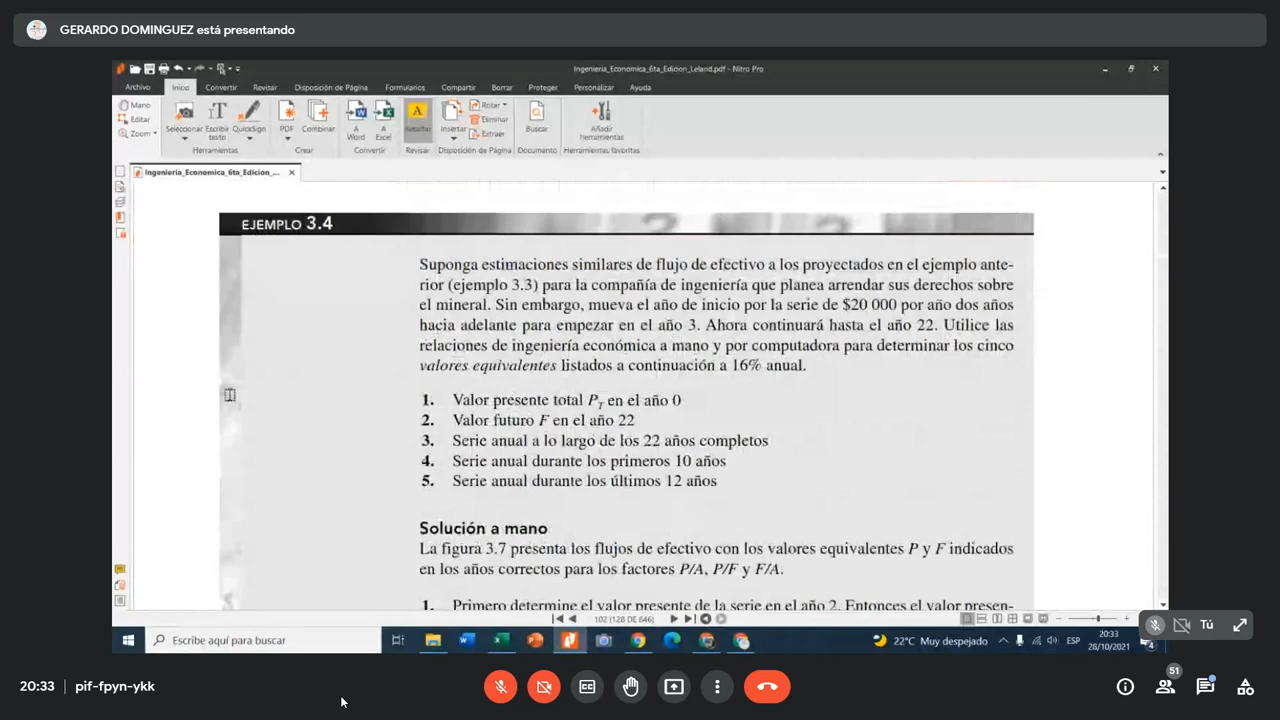 GERARDO DOMINGUEZ está presentando
Ingenieria_Economica_6ta_Edicion_Leland.pdf - Nitro Pro
Archivo Inicio Convertir Revisar Disposición de Página Formularios Compartir Borrar Proteger Personalizar Ayuda
Mano
Editar
Zoom
Seleccionar
Escribir texto
QuickSign
PDF
Combinar
A Word
A Excel
Resaltar
Insertar
Rotar
Eliminar
Extraer
Buscar
Añadir herramientas
Herramientas Crear Convertir Revisar Disposición de Página Documento Herramientas favoritas
Ingenieria_Economica_6ta_Edicion_...
EJEMPLO 3.4
Suponga estimaciones similares de flujo de efectivo a los proyectados en el ejemplo ante-
rior (ejemplo 3.3) para la compañía de ingeniería que planea arrendar sus derechos sobre
el mineral. Sin embargo, mueva el año de inicio por la serie de $20 000 por año dos años
hacia adelante para empezar en el año 3. Ahora continuará hasta el año 22. Utilice las
relaciones de ingeniería económica a mano y por computadora para determinar los cinco
valores equivalentes listados a continuación a 16% anual.
1. Valor presente total PT en el año 0
2. Valor futuro F en el año 22
3. Serie anual a lo largo de los 22 años completos
4. Serie anual durante los primeros 10 años
5. Serie anual durante los últimos 12 años
Solución a mano
La figura 3.7 presenta los flujos de efectivo con los valores equivalentes P y F indicados
en los años correctos para los factores P/A, P/F y F/A.
1. Primero determine el valor presente de la serie en el año 2. Entonces el valor presen-
102 (128 DE 646)
Escribe aquí para buscar
22°C Muy despejado
ESP
20:33
28/10/2021
4
Tú
20:33 | pif-fpyn-ykk
51